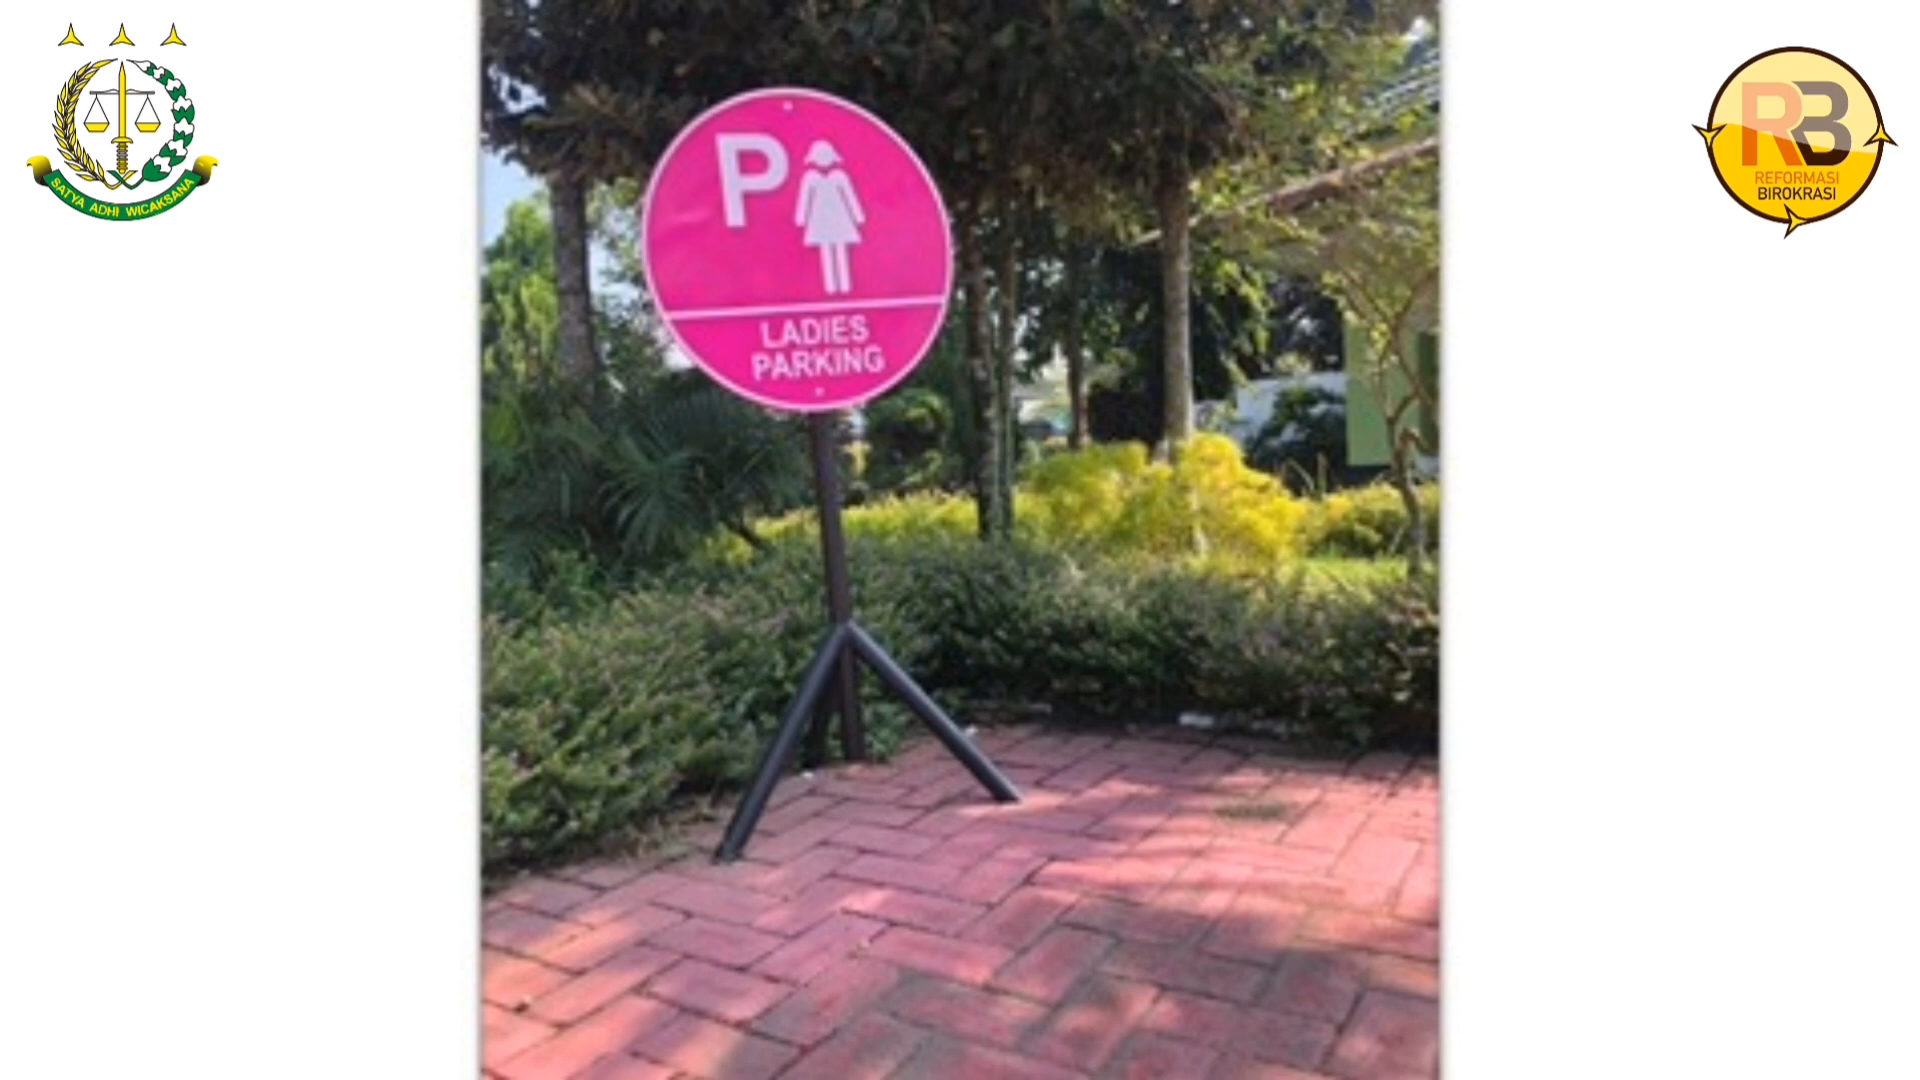 SATYA ADHI WICAKSANA
RB
REFORMASI
BIROKRASI
P
LADIES
PARKING